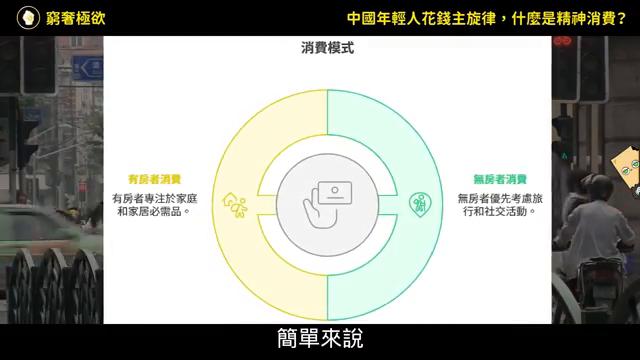 窮奢極欲
中國年輕人花錢主旋律，什麼是精神消費？
消費模式
有房者消費
有房者專注於家庭
和家居必需品。
無房者消費
無房者優先考慮旅
行和社交活動。
簡單來說